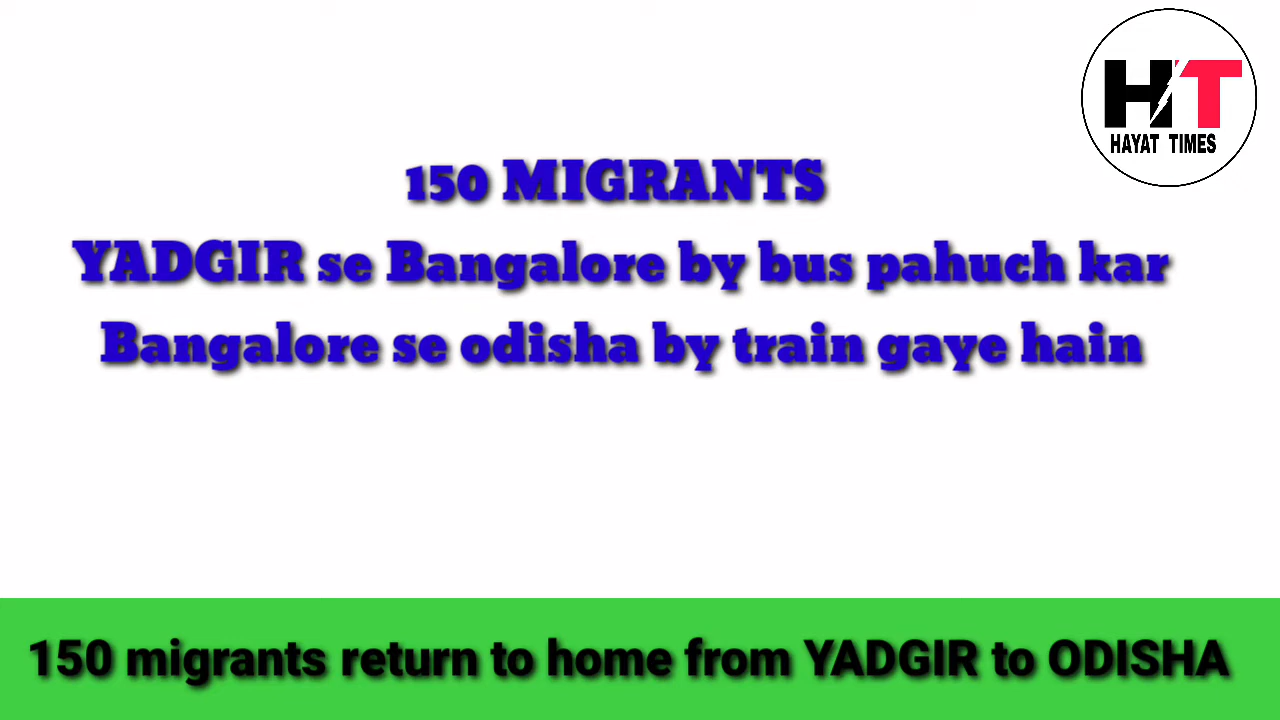 HT
HAYAT TIMES
150 MIGRANTS
YADGIR se Bangalore by bus pahuch kar
Bangalore se odisha by train gaye hain
150 migrants return to home from YADGIR to ODISHA